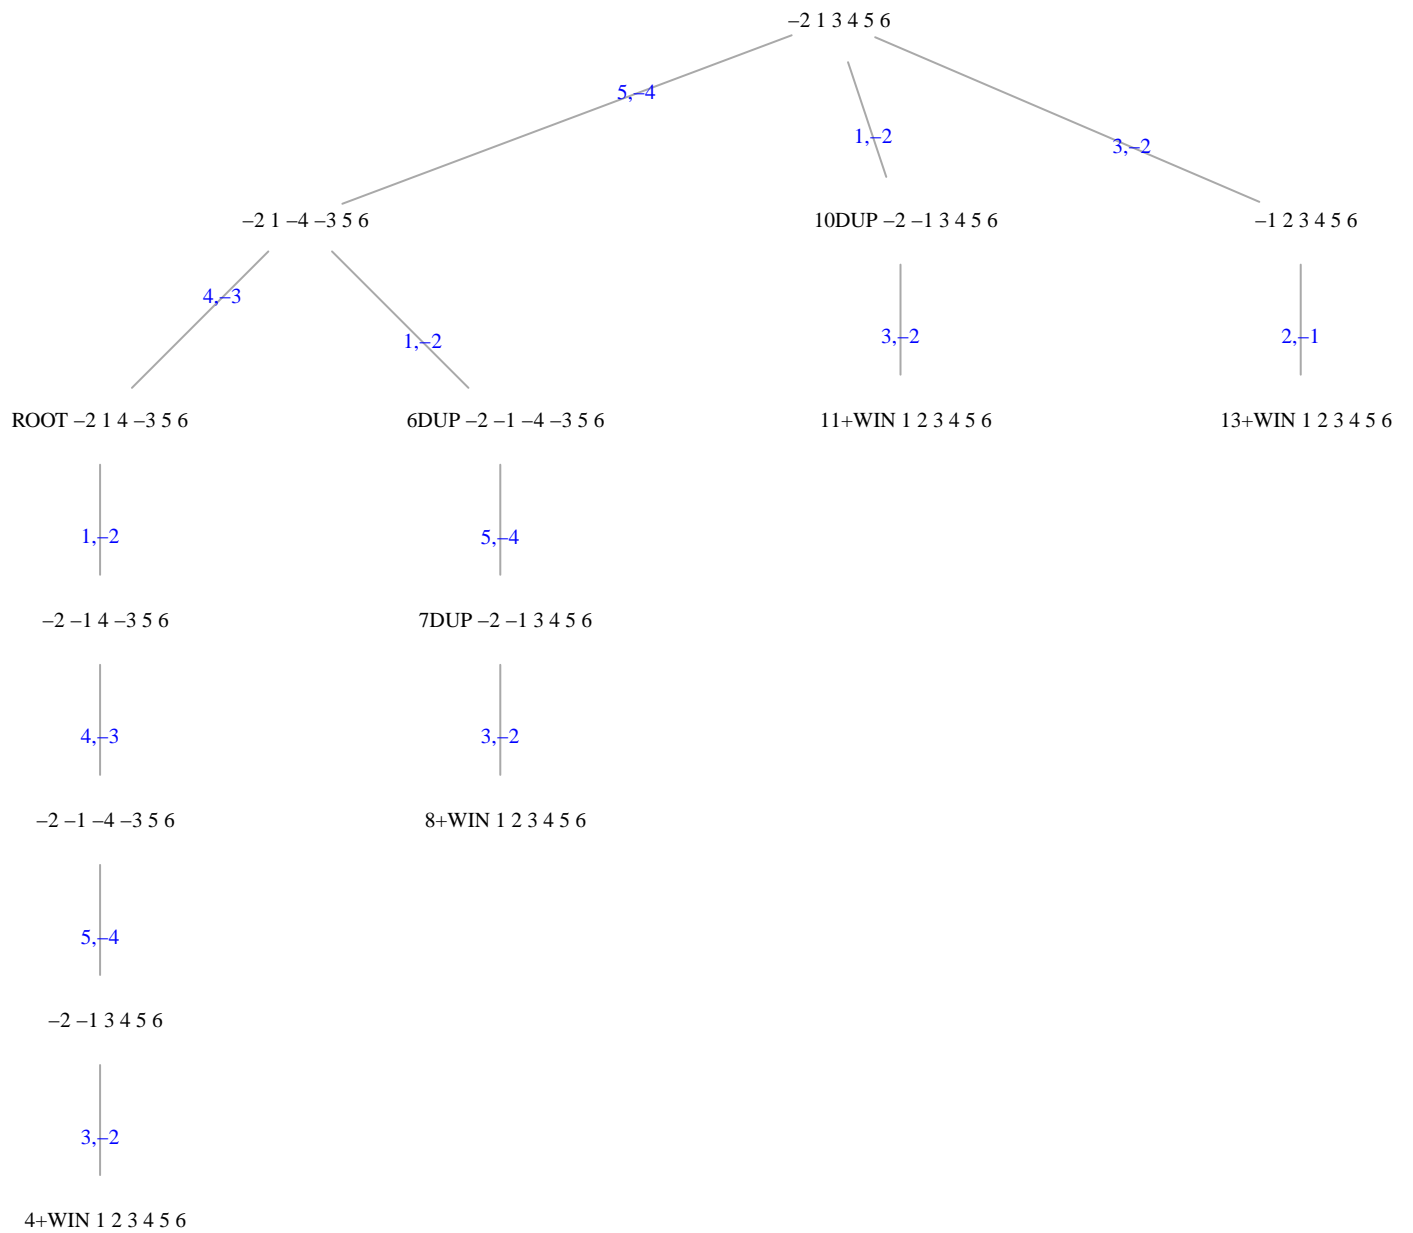 –2 1 3 4 5 6
5,–4
1,–2
3,–2
–2 1 –4 –3 5 6
10DUP –2 –1 3 4 5 6
–1 2 3 4 5 6
4,–3
1,–2
3,–2
2,–1
ROOT –2 1 4 –3 5 6
6DUP –2 –1 –4 –3 5 6
11+WIN 1 2 3 4 5 6
13+WIN 1 2 3 4 5 6
1,–2
5,–4
–2 –1 4 –3 5 6
7DUP –2 –1 3 4 5 6
4,–3
3,–2
–2 –1 –4 –3 5 6
8+WIN 1 2 3 4 5 6
5,–4
–2 –1 3 4 5 6
3,–2
4+WIN 1 2 3 4 5 6